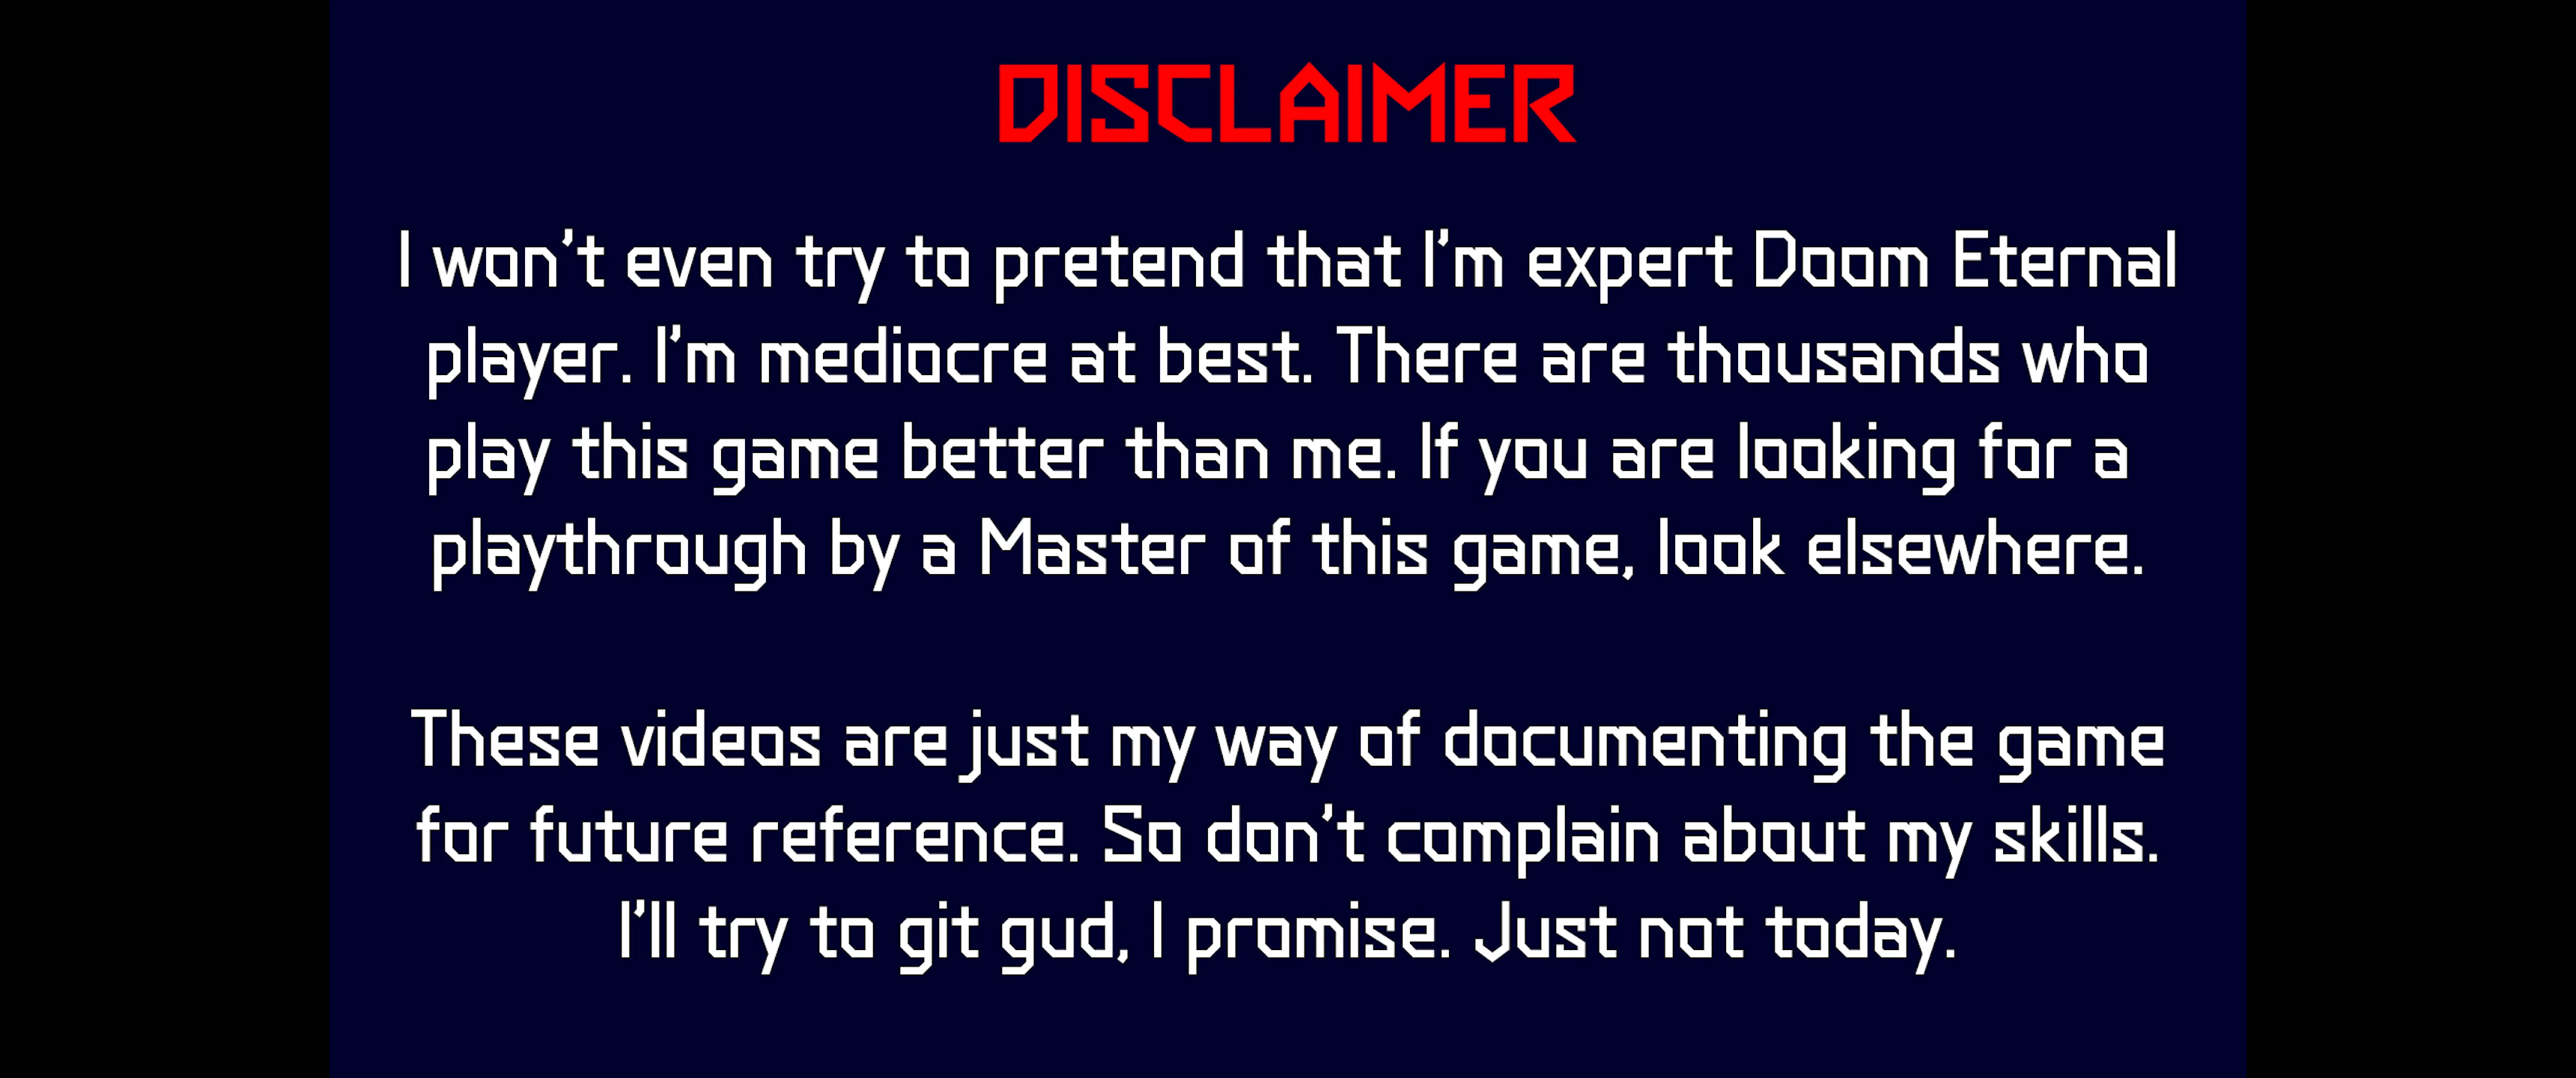 DISCLAIMER
I won't even try to pretend that I'm expert Doom Eternal
player. I'm mediocre at best. There are thousands who
play this game better than me. If you are looking for a
playthrough by a Master of this game, look elsewhere.
These videos are just my way of documenting the game
for future reference. So don't complain about my skills.
I'll try to git gud, I promise. Just not today.